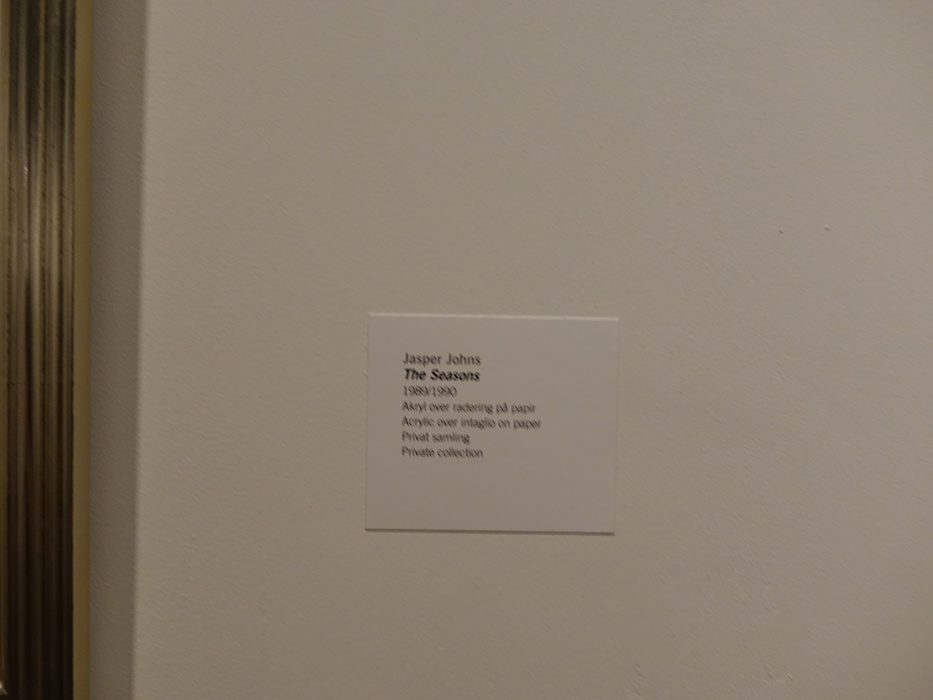 Jasper Johns
The Seasons
1989/1990
Akryl over radering på papir
Acrylic over intaglio on paper
Privat samling
Private collection